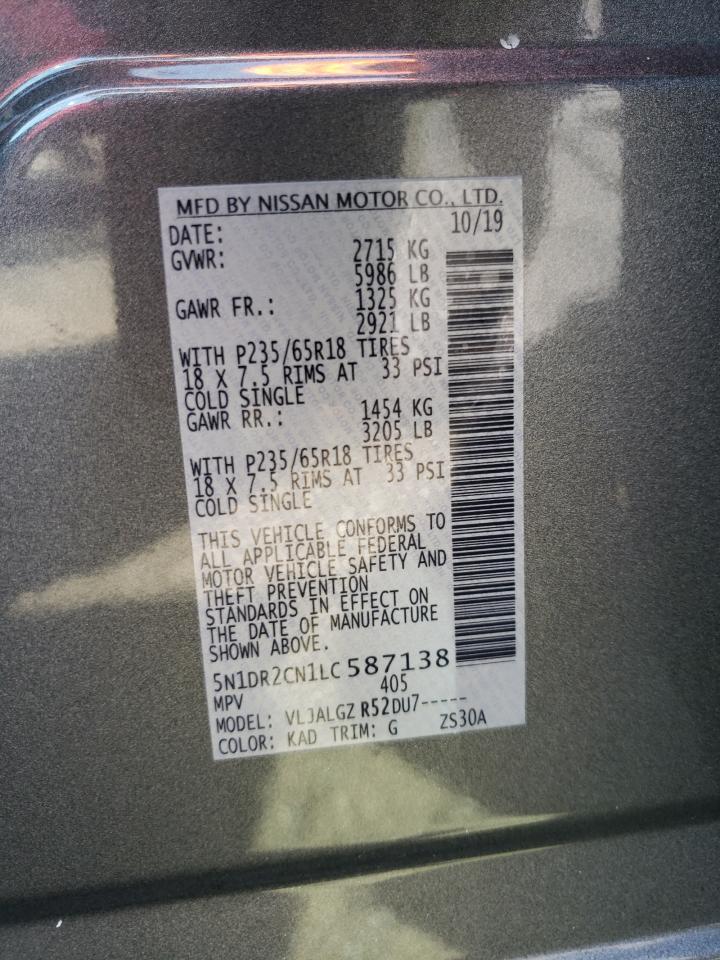 MFD BY NISSAN MOTOR CO., LTD.
DATE: 10/19
GVWR: 2715 KG
5986 LB
GAWR FR.: 1325 KG
2921 LB
WITH P235/65R18 TIRES
18 X 7.5 RIMS AT 33 PSI
COLD SINGLE
GAWR RR.: 1454 KG
3205 LB
WITH P235/65R18 TIRES
18 X 7.5 RIMS AT 33 PSI
COLD SINGLE
THIS VEHICLE CONFORMS TO
ALL APPLICABLE FEDERAL
MOTOR VEHICLE SAFETY AND
THEFT PREVENTION
STANDARDS IN EFFECT ON
THE DATE OF MANUFACTURE
SHOWN ABOVE.
5N1DR2CN1LC 587138
MPV 405
MODEL: VLJALGZ R52DU7-----
COLOR: KAD TRIM: G ZS30A